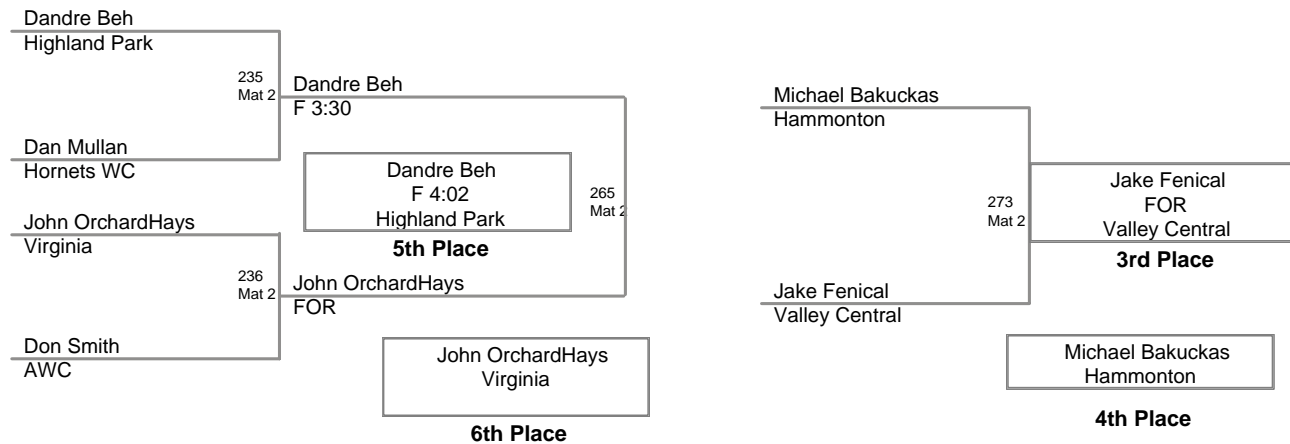 Dandre Beh
Highland Park
235
Mat 2
Dandre Beh
F 3:30
Dan Mullan
Hornets WC
Dandre Beh
F 4:02
Highland Park
5th Place
265
Mat 2
John OrchardHays
Virginia
236
Mat 2
John OrchardHays
FOR
Don Smith
AWC
John OrchardHays
Virginia
6th Place
Michael Bakuckas
Hammonton
273
Mat 2
Jake Fenical
FOR
Valley Central
3rd Place
Jake Fenical
Valley Central
Michael Bakuckas
Hammonton
4th Place